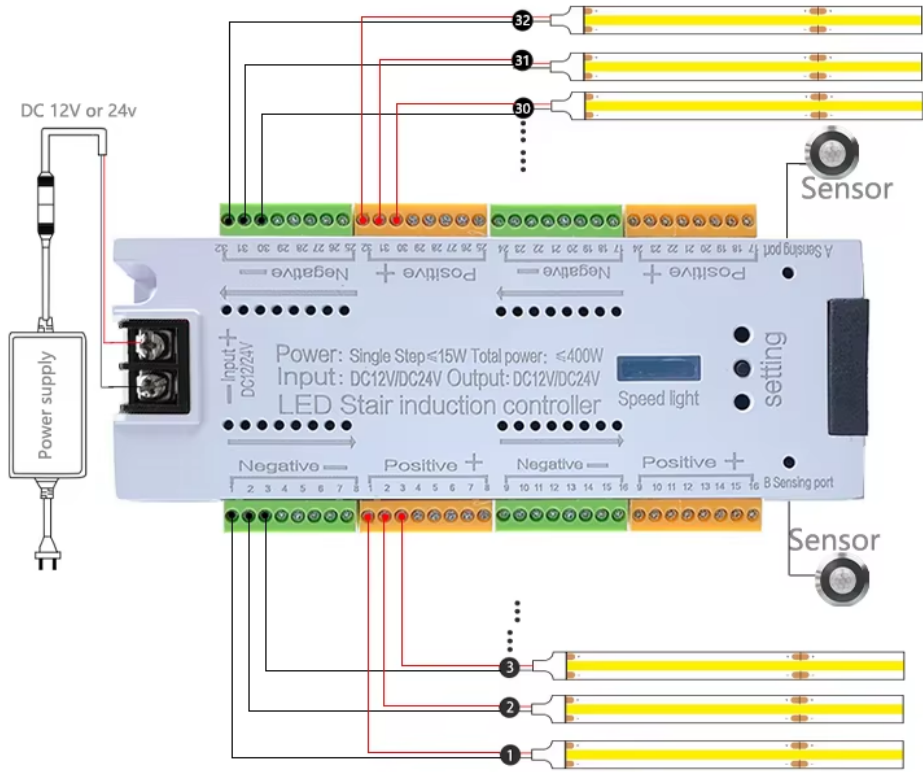 32
31
30
DC 12V or 24v
Sensor
32 31 30 29 28 27 26 25
32 31 30 29 28 27 26 25
24 23 22 21 20 19 18 17
24 23 22 21 20 19 18 17
A Sensing port
Negative —
Positive +
Negative —
Positive +
Power supply
— Input +
DC12/24V
Power: Single Step ≤15W Total power: ≤400W
Input: DC12V/DC24V Output: DC12V/DC24V
LED Stair induction controller
Speed light
setting
Negative —
Positive +
Negative —
Positive +
1 2 3 4 5 6 7 8
1 2 3 4 5 6 7 8
9 10 11 12 13 14 15 16
9 10 11 12 13 14 15 16
B Sensing port
Sensor
3
2
1